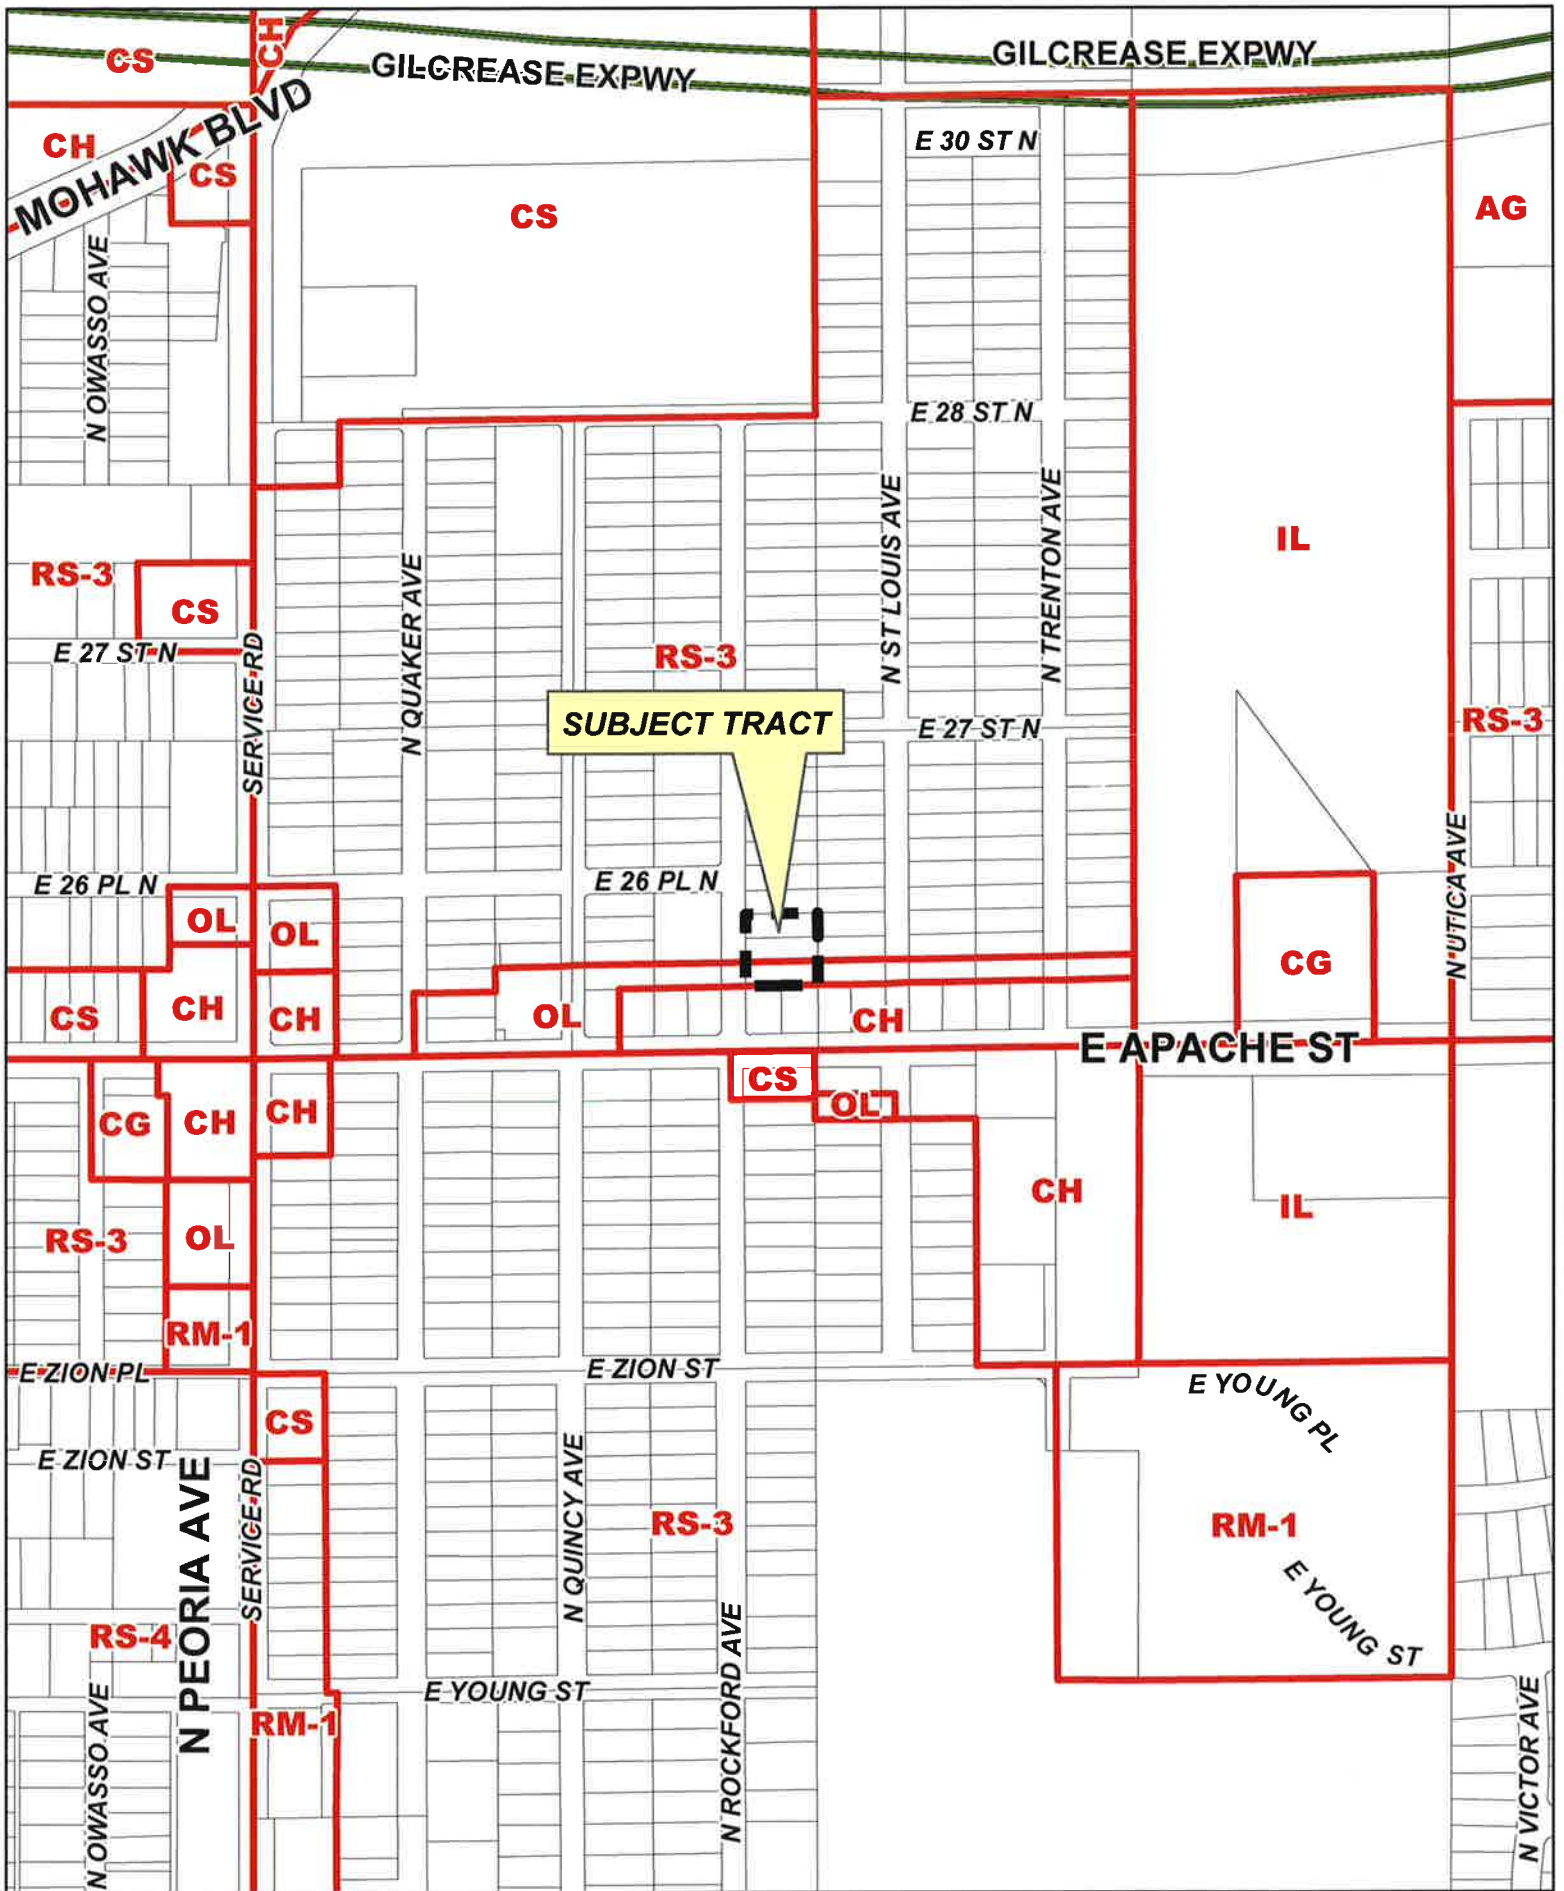 CS
CH
GILCREASE EXPWY
GILCREASE EXPWY
CH
MOHAWK BLVD
CS
E 30 ST N
CS
AG
N OWASSO AVE
E 28 ST N
N ST LOUIS AVE
N TRENTON AVE
IL
RS-3
CS
N QUAKER AVE
E 27 ST N
SERVICE RD
RS-3
SUBJECT TRACT
E 27 ST N
RS-3
E 26 PL N
E 26 PL N
N UTICA AVE
OL
OL
CG
CS
CH
CH
OL
CH
E APACHE ST
CS
OL
CG
CH
CH
CH
IL
RS-3
OL
RM-1
E ZION PL
E ZION ST
E YOUNG PL
CS
E ZION ST
N PEORIA AVE
SERVICE RD
N QUINCY AVE
RS-3
RM-1
E YOUNG ST
RS-4
N ROCKFORD AVE
E YOUNG ST
N OWASSO AVE
RM-1
N VICTOR AVE